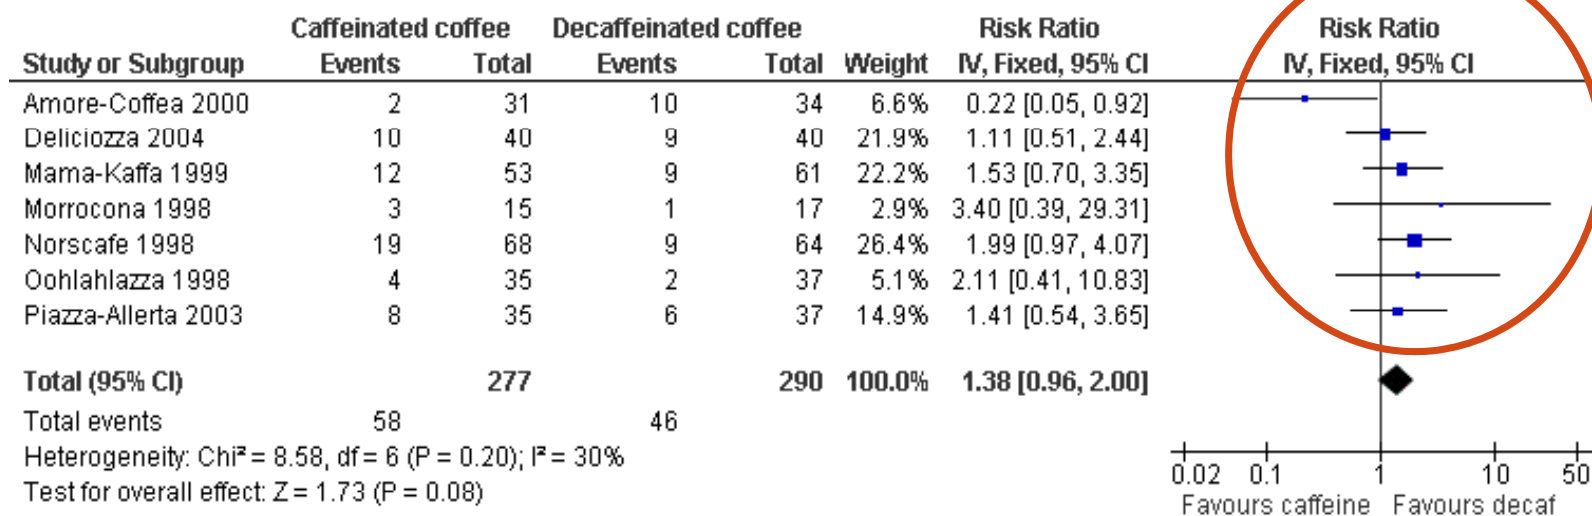 Caffeinated coffee Decaffeinated coffee Risk Ratio Risk Ratio
Study or Subgroup Events Total Events Total Weight IV, Fixed, 95% CI IV, Fixed, 95% CI
Amore-Coffea 2000 2 31 10 34 6.6% 0.22 [0.05, 0.92]
Deliciozza 2004 10 40 9 40 21.9% 1.11 [0.51, 2.44]
Mama-Kaffa 1999 12 53 9 61 22.2% 1.53 [0.70, 3.35]
Morrocona 1998 3 15 1 17 2.9% 3.40 [0.39, 29.31]
Norscafe 1998 19 68 9 64 26.4% 1.99 [0.97, 4.07]
Oohlahlazza 1998 4 35 2 37 5.1% 2.11 [0.41, 10.83]
Piazza-Allerta 2003 8 35 6 37 14.9% 1.41 [0.54, 3.65]
Total (95% CI) 277 290 100.0% 1.38 [0.96, 2.00]
Total events 58 46
Heterogeneity: Chi² = 8.58, df = 6 (P = 0.20); I² = 30%
Test for overall effect: Z = 1.73 (P = 0.08)
0.02 0.1 1 10 50
Favours caffeine Favours decaf